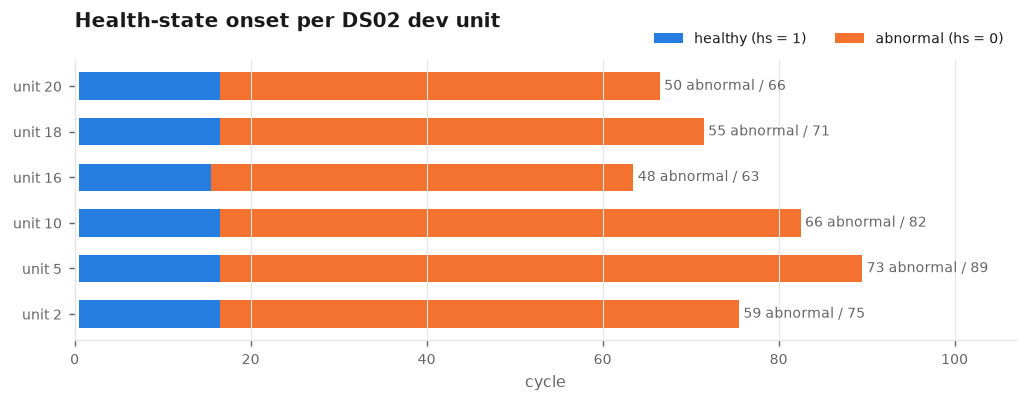 Health-state onset per DS02 dev unit
healthy (hs = 1)
abnormal (hs = 0)
unit 20
50 abnormal / 66
unit 18
55 abnormal / 71
unit 16
48 abnormal / 63
unit 10
66 abnormal / 82
unit 5
73 abnormal / 89
unit 2
59 abnormal / 75
0 20 40 60 80 100
cycle